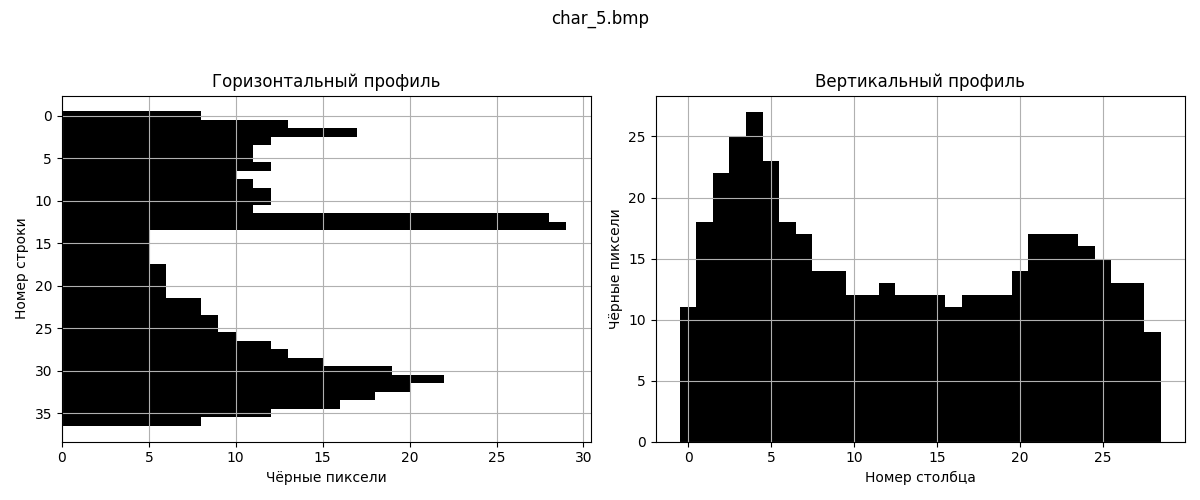 char_5.bmp
Горизонтальный профиль
Номер строки
0
5
10
15
20
25
30
35
0 5 10 15 20 25 30
Чёрные пиксели
Вертикальный профиль
Чёрные пиксели
25
20
15
10
5
0
0 5 10 15 20 25
Номер столбца